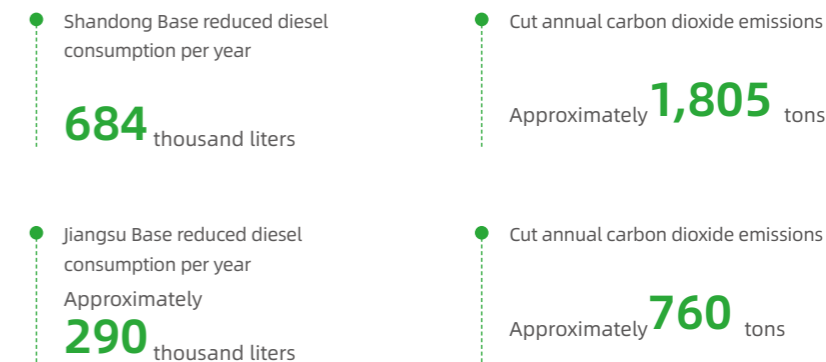 Shandong Base reduced diesel
consumption per year
684 thousand liters
Cut annual carbon dioxide emissions
Approximately 1,805 tons
Jiangsu Base reduced diesel
consumption per year
Approximately
290 thousand liters
Cut annual carbon dioxide emissions
Approximately 760 tons